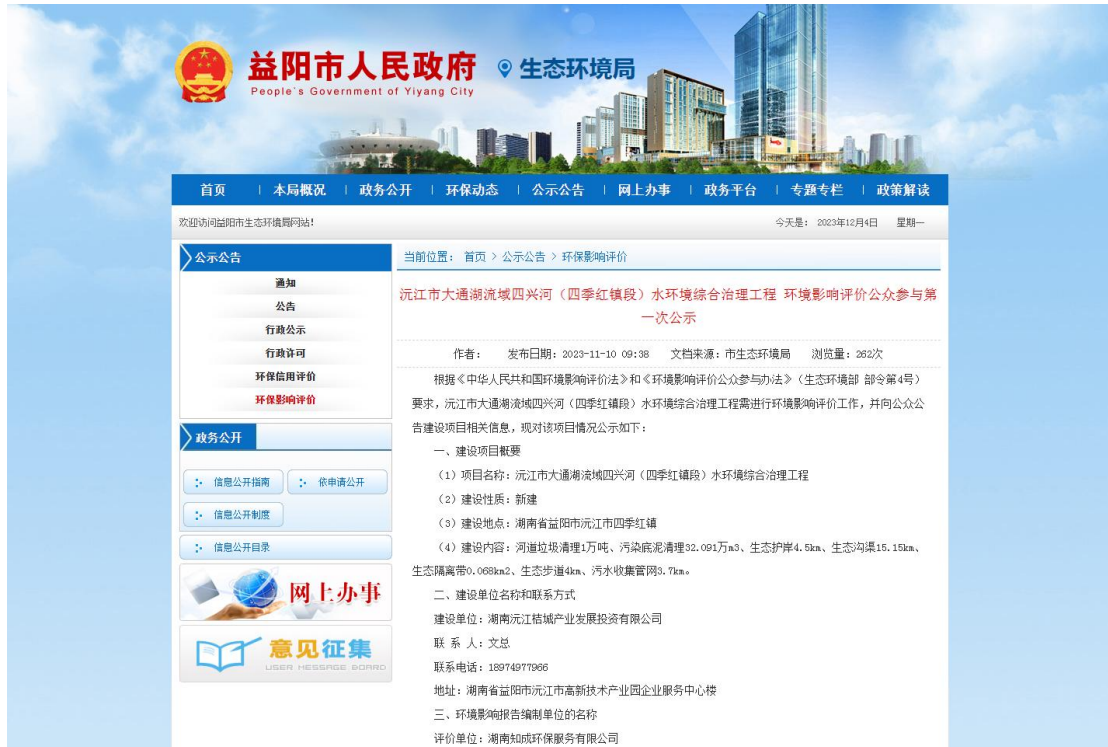 益阳市人民政府 生态环境局
People's Government of Yiyang City
首页 本局概况 政务公开 环保动态 公示公告 网上办事 政务平台 专题专栏 政策解读
欢迎访问益阳市生态环境局网站! 今天是: 2023年12月4日 星期一
公示公告
通知
公告
行政公示
行政许可
环保信用评价
环保影响评价
政务公开
信息公开指南 依申请公开
信息公开制度
信息公开目录
网上办事
意见征集
USER MESSAGE BOARD
当前位置: 首页 > 公示公告 > 环保影响评价
沅江市大通湖流域四兴河(四季红镇段)水环境综合治理工程 环境影响评价公众参与第
一次公示
作者: 发布日期: 2023-11-10 09:38 文档来源: 市生态环境局 浏览量: 262次
根据《中华人民共和国环境影响评价法》和《环境影响评价公众参与办法》(生态环境部 部令第4号)
要求,沅江市大通湖流域四兴河(四季红镇段)水环境综合治理工程需进行环境影响评价工作,并向公众公
告建设项目相关信息,现对该项目情况公示如下:
一、建设项目概要
(1)项目名称:沅江市大通湖流域四兴河(四季红镇段)水环境综合治理工程
(2)建设性质:新建
(3)建设地点:湖南省益阳市沅江市四季红镇
(4)建设内容:河道垃圾清理1万吨、污染底泥清理32.091万m3、生态护岸4.5km、生态沟渠15.15km、
生态隔离带0.068km2、生态步道4km、污水收集管网3.7km。
二、建设单位名称和联系方式
建设单位:湖南沅江桔城产业发展投资有限公司
联 系 人:文总
联系电话:18974977966
地址:湖南省益阳市沅江市高新技术产业园企业服务中心楼
三、环境影响报告编制单位的名称
评价单位:湖南知成环保服务有限公司